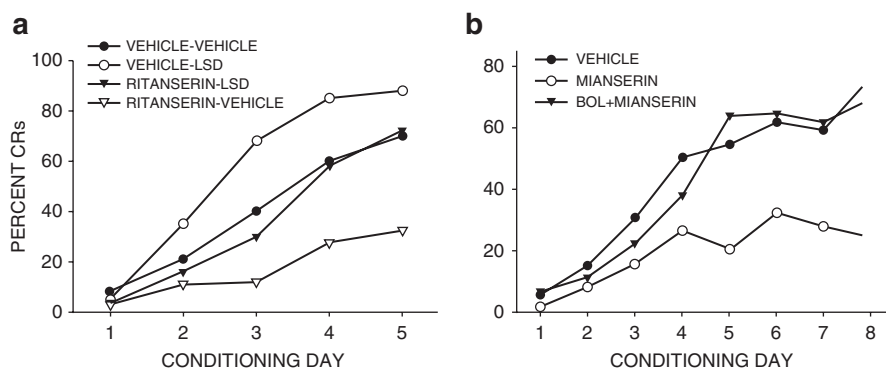 a
VEHICLE-VEHICLE
VEHICLE-LSD
RITANSERIN-LSD
RITANSERIN-VEHICLE
PERCENT CRs
100
80
60
40
20
0
1 2 3 4 5
CONDITIONING DAY
b
VEHICLE
MIANSERIN
BOL+MIANSERIN
80
60
40
20
0
1 2 3 4 5 6 7 8
CONDITIONING DAY